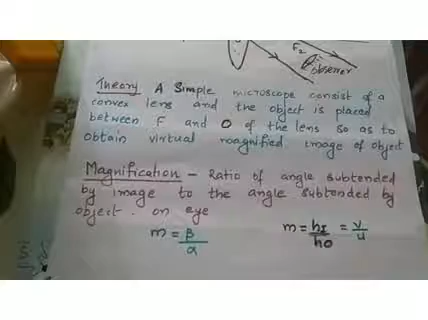 F2
observer
Theory A Simple microscope consist of a
convex lens and the object is placed
between F and O of the lens so as to
obtain virtual magnified image of object
Magnification - Ratio of angle subtended
by image to the angle subtended by
object. on eye
m = β/α m = hI/ho = v/u